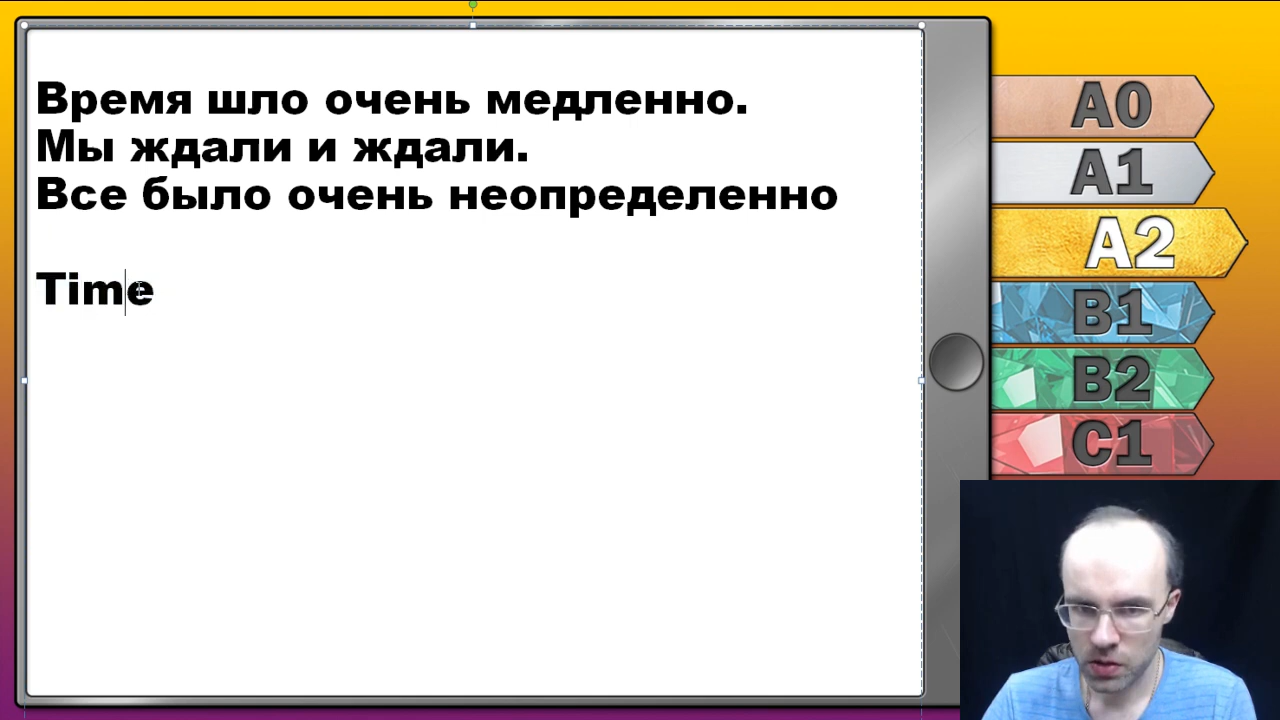 Время шло очень медленно.
Мы ждали и ждали.
Все было очень неопределенно
Time
A0
A1
A2
B1
B2
C1